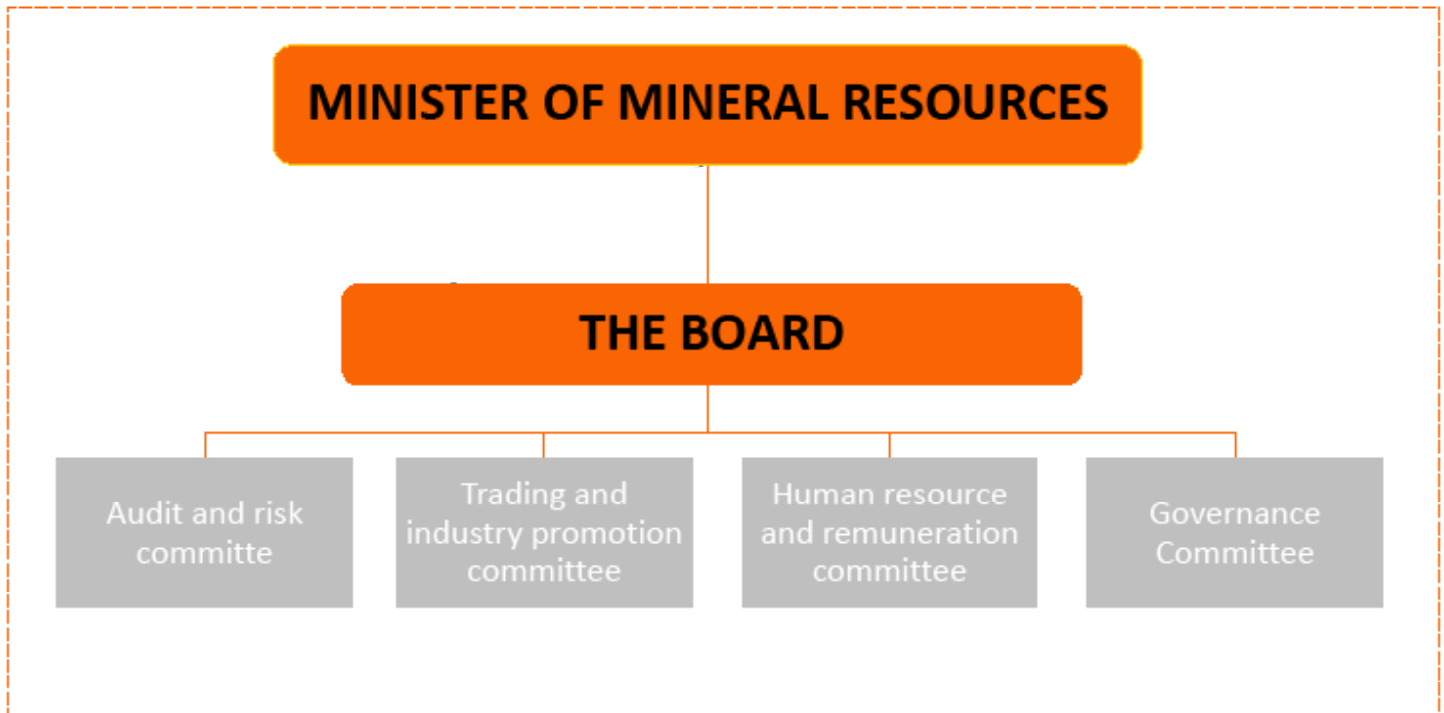 MINISTER OF MINERAL RESOURCES
THE BOARD
Audit and risk
committe
Trading and
industry promotion
committee
Human resource
and remuneration
committee
Governance
Committee